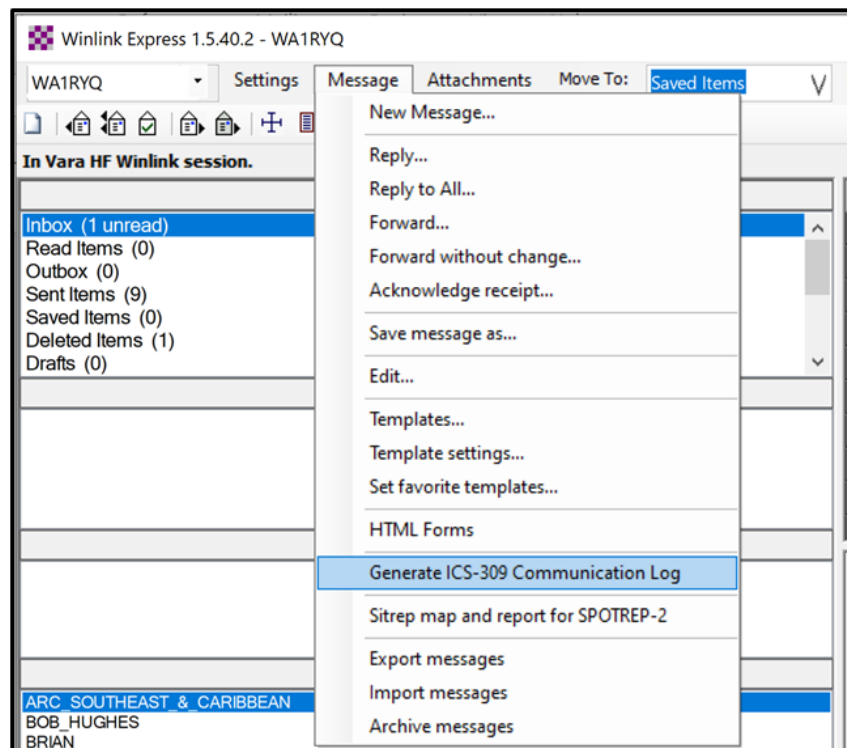 Winlink Express 1.5.40.2 - WA1RYQ
WA1RYQ Settings Message Attachments Move To: Saved Items
In Vara HF Winlink session.
Inbox (1 unread)
Read Items (0)
Outbox (0)
Sent Items (9)
Saved Items (0)
Deleted Items (1)
Drafts (0)
ARC_SOUTHEAST_&_CARIBBEAN
BOB_HUGHES
BRIAN
New Message...
Reply...
Reply to All...
Forward...
Forward without change...
Acknowledge receipt...
Save message as...
Edit...
Templates...
Template settings...
Set favorite templates...
HTML Forms
Generate ICS-309 Communication Log
Sitrep map and report for SPOTREP-2
Export messages
Import messages
Archive messages